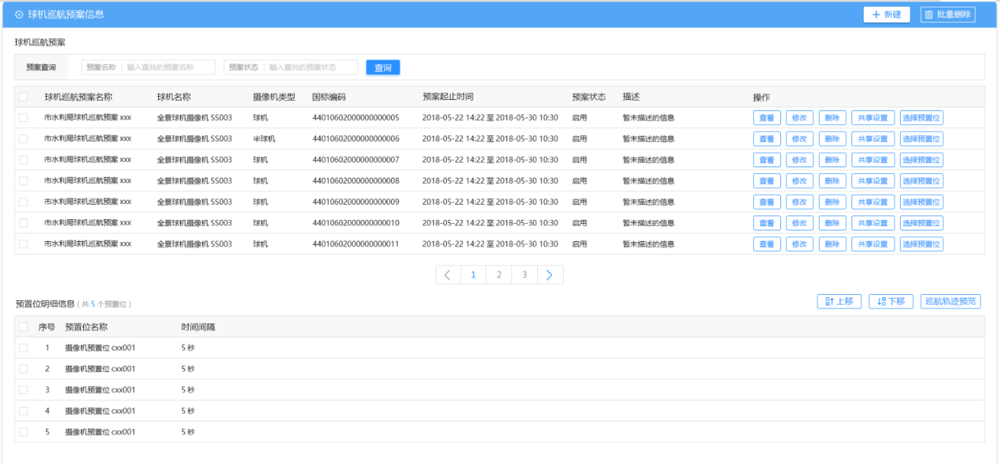 球机巡航预案信息 新建 批量删除
球机巡航预案
预案查询 预案名称 输入查找的预案名称 预案状态 输入查找的预案状态 查询
球机巡航预案名称 球机名称 摄像机类型 国标编码 预案起止时间 预案状态 描述 操作
市水利局球机巡航预案 xxx 全景球机摄像机 SS003 球机 44010602000000000005 2018-05-22 14:22 至 2018-05-30 10:30 启用 暂未描述的信息 查看 修改 删除 共享设置 选择预置位
市水利局球机巡航预案 xxx 全景球机摄像机 SS003 半球机 44010602000000000006 2018-05-22 14:22 至 2018-05-30 10:30 启用 暂未描述的信息 查看 修改 删除 共享设置 选择预置位
市水利局球机巡航预案 xxx 全景球机摄像机 SS003 球机 44010602000000000007 2018-05-22 14:22 至 2018-05-30 10:30 启用 暂未描述的信息 查看 修改 删除 共享设置 选择预置位
市水利局球机巡航预案 xxx 全景球机摄像机 SS003 球机 44010602000000000008 2018-05-22 14:22 至 2018-05-30 10:30 启用 暂未描述的信息 查看 修改 删除 共享设置 选择预置位
市水利局球机巡航预案 xxx 全景球机摄像机 SS003 球机 44010602000000000009 2018-05-22 14:22 至 2018-05-30 10:30 启用 暂未描述的信息 查看 修改 删除 共享设置 选择预置位
市水利局球机巡航预案 xxx 全景球机摄像机 SS003 球机 44010602000000000010 2018-05-22 14:22 至 2018-05-30 10:30 启用 暂未描述的信息 查看 修改 删除 共享设置 选择预置位
市水利局球机巡航预案 xxx 全景球机摄像机 SS003 球机 44010602000000000011 2018-05-22 14:22 至 2018-05-30 10:30 启用 暂未描述的信息 查看 修改 删除 共享设置 选择预置位
1 2 3
预置位明细信息 ( 共 5 个预置位 ) 上移 下移 巡航轨迹预览
序号 预置位名称 时间间隔
1 摄像机预置位 cxx001 5 秒
2 摄像机预置位 cxx001 5 秒
3 摄像机预置位 cxx001 5 秒
4 摄像机预置位 cxx001 5 秒
5 摄像机预置位 cxx001 5 秒